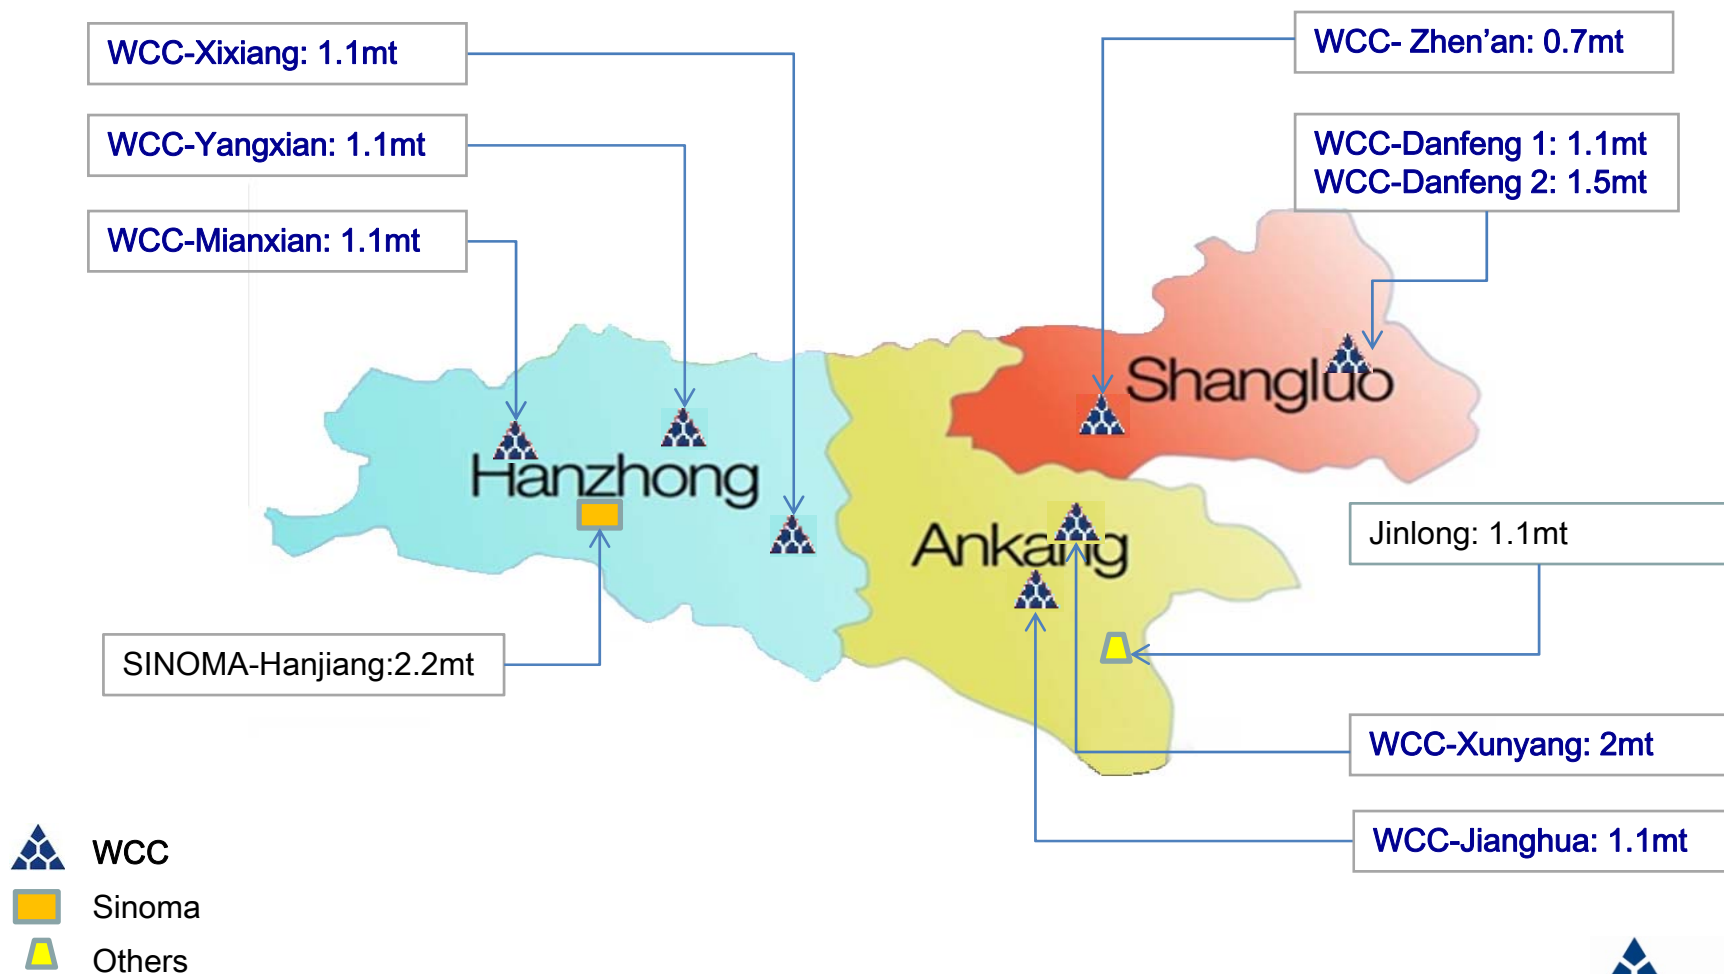 WCC-Xixiang: 1.1mt
WCC- Zhen’an: 0.7mt
WCC-Yangxian: 1.1mt
WCC-Danfeng 1: 1.1mt
WCC-Danfeng 2: 1.5mt
WCC-Mianxian: 1.1mt
Shangluo
Hanzhong
Ankang
Jinlong: 1.1mt
SINOMA-Hanjiang:2.2mt
WCC-Xunyang: 2mt
WCC-Jianghua: 1.1mt
WCC
Sinoma
Others